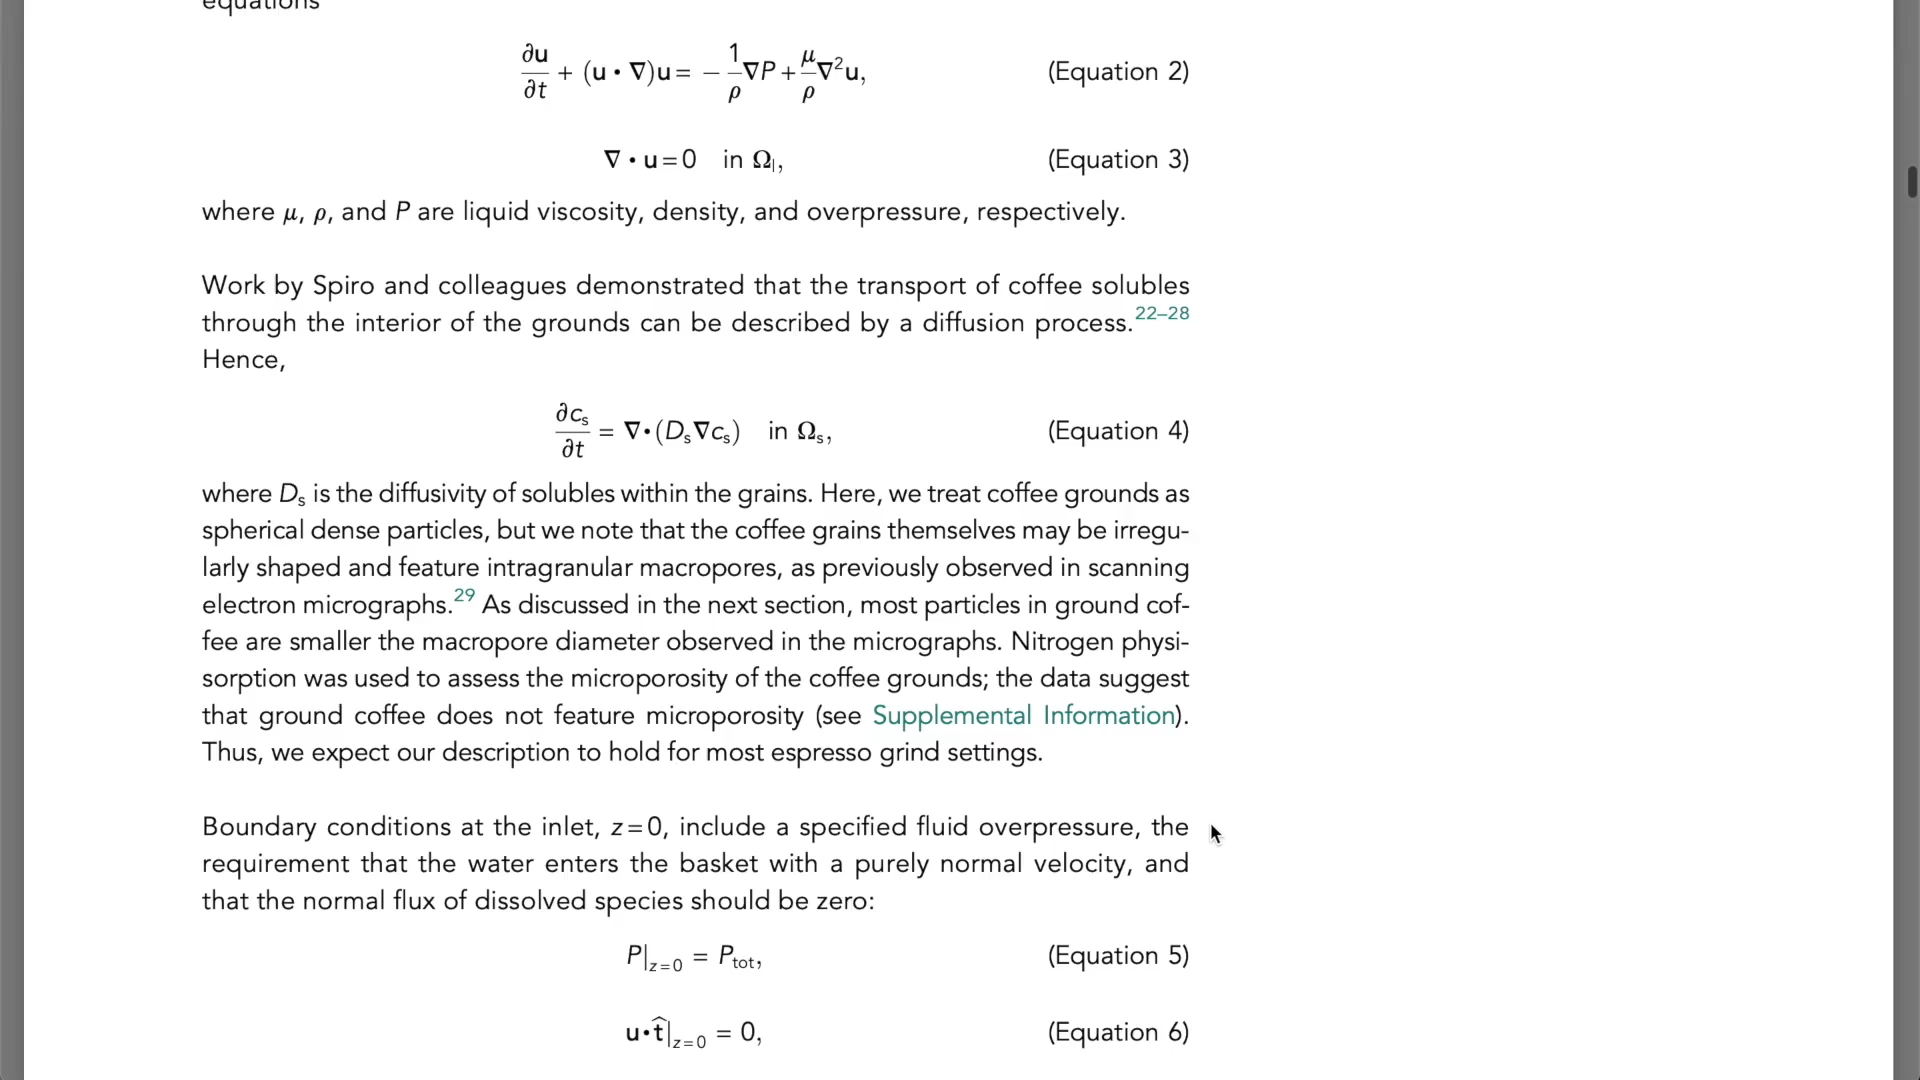 equations
∂u/∂t + (u • ∇)u = − 1/ρ ∇P + μ/ρ ∇²u, (Equation 2)
∇ • u = 0 in Ωₗ, (Equation 3)
where μ, ρ, and P are liquid viscosity, density, and overpressure, respectively.
Work by Spiro and colleagues demonstrated that the transport of coffee solubles
through the interior of the grounds can be described by a diffusion process.²²⁻²⁸
Hence,
∂cₛ/∂t = ∇•(Dₛ∇cₛ) in Ωₛ, (Equation 4)
where Dₛ is the diffusivity of solubles within the grains. Here, we treat coffee grounds as
spherical dense particles, but we note that the coffee grains themselves may be irregu-
larly shaped and feature intragranular macropores, as previously observed in scanning
electron micrographs.²⁹ As discussed in the next section, most particles in ground cof-
fee are smaller the macropore diameter observed in the micrographs. Nitrogen physi-
sorption was used to assess the microporosity of the coffee grounds; the data suggest
that ground coffee does not feature microporosity (see Supplemental Information).
Thus, we expect our description to hold for most espresso grind settings.
Boundary conditions at the inlet, z = 0, include a specified fluid overpressure, the
requirement that the water enters the basket with a purely normal velocity, and
that the normal flux of dissolved species should be zero:
P|_{z=0} = P_{tot}, (Equation 5)
u•t̂|_{z=0} = 0, (Equation 6)